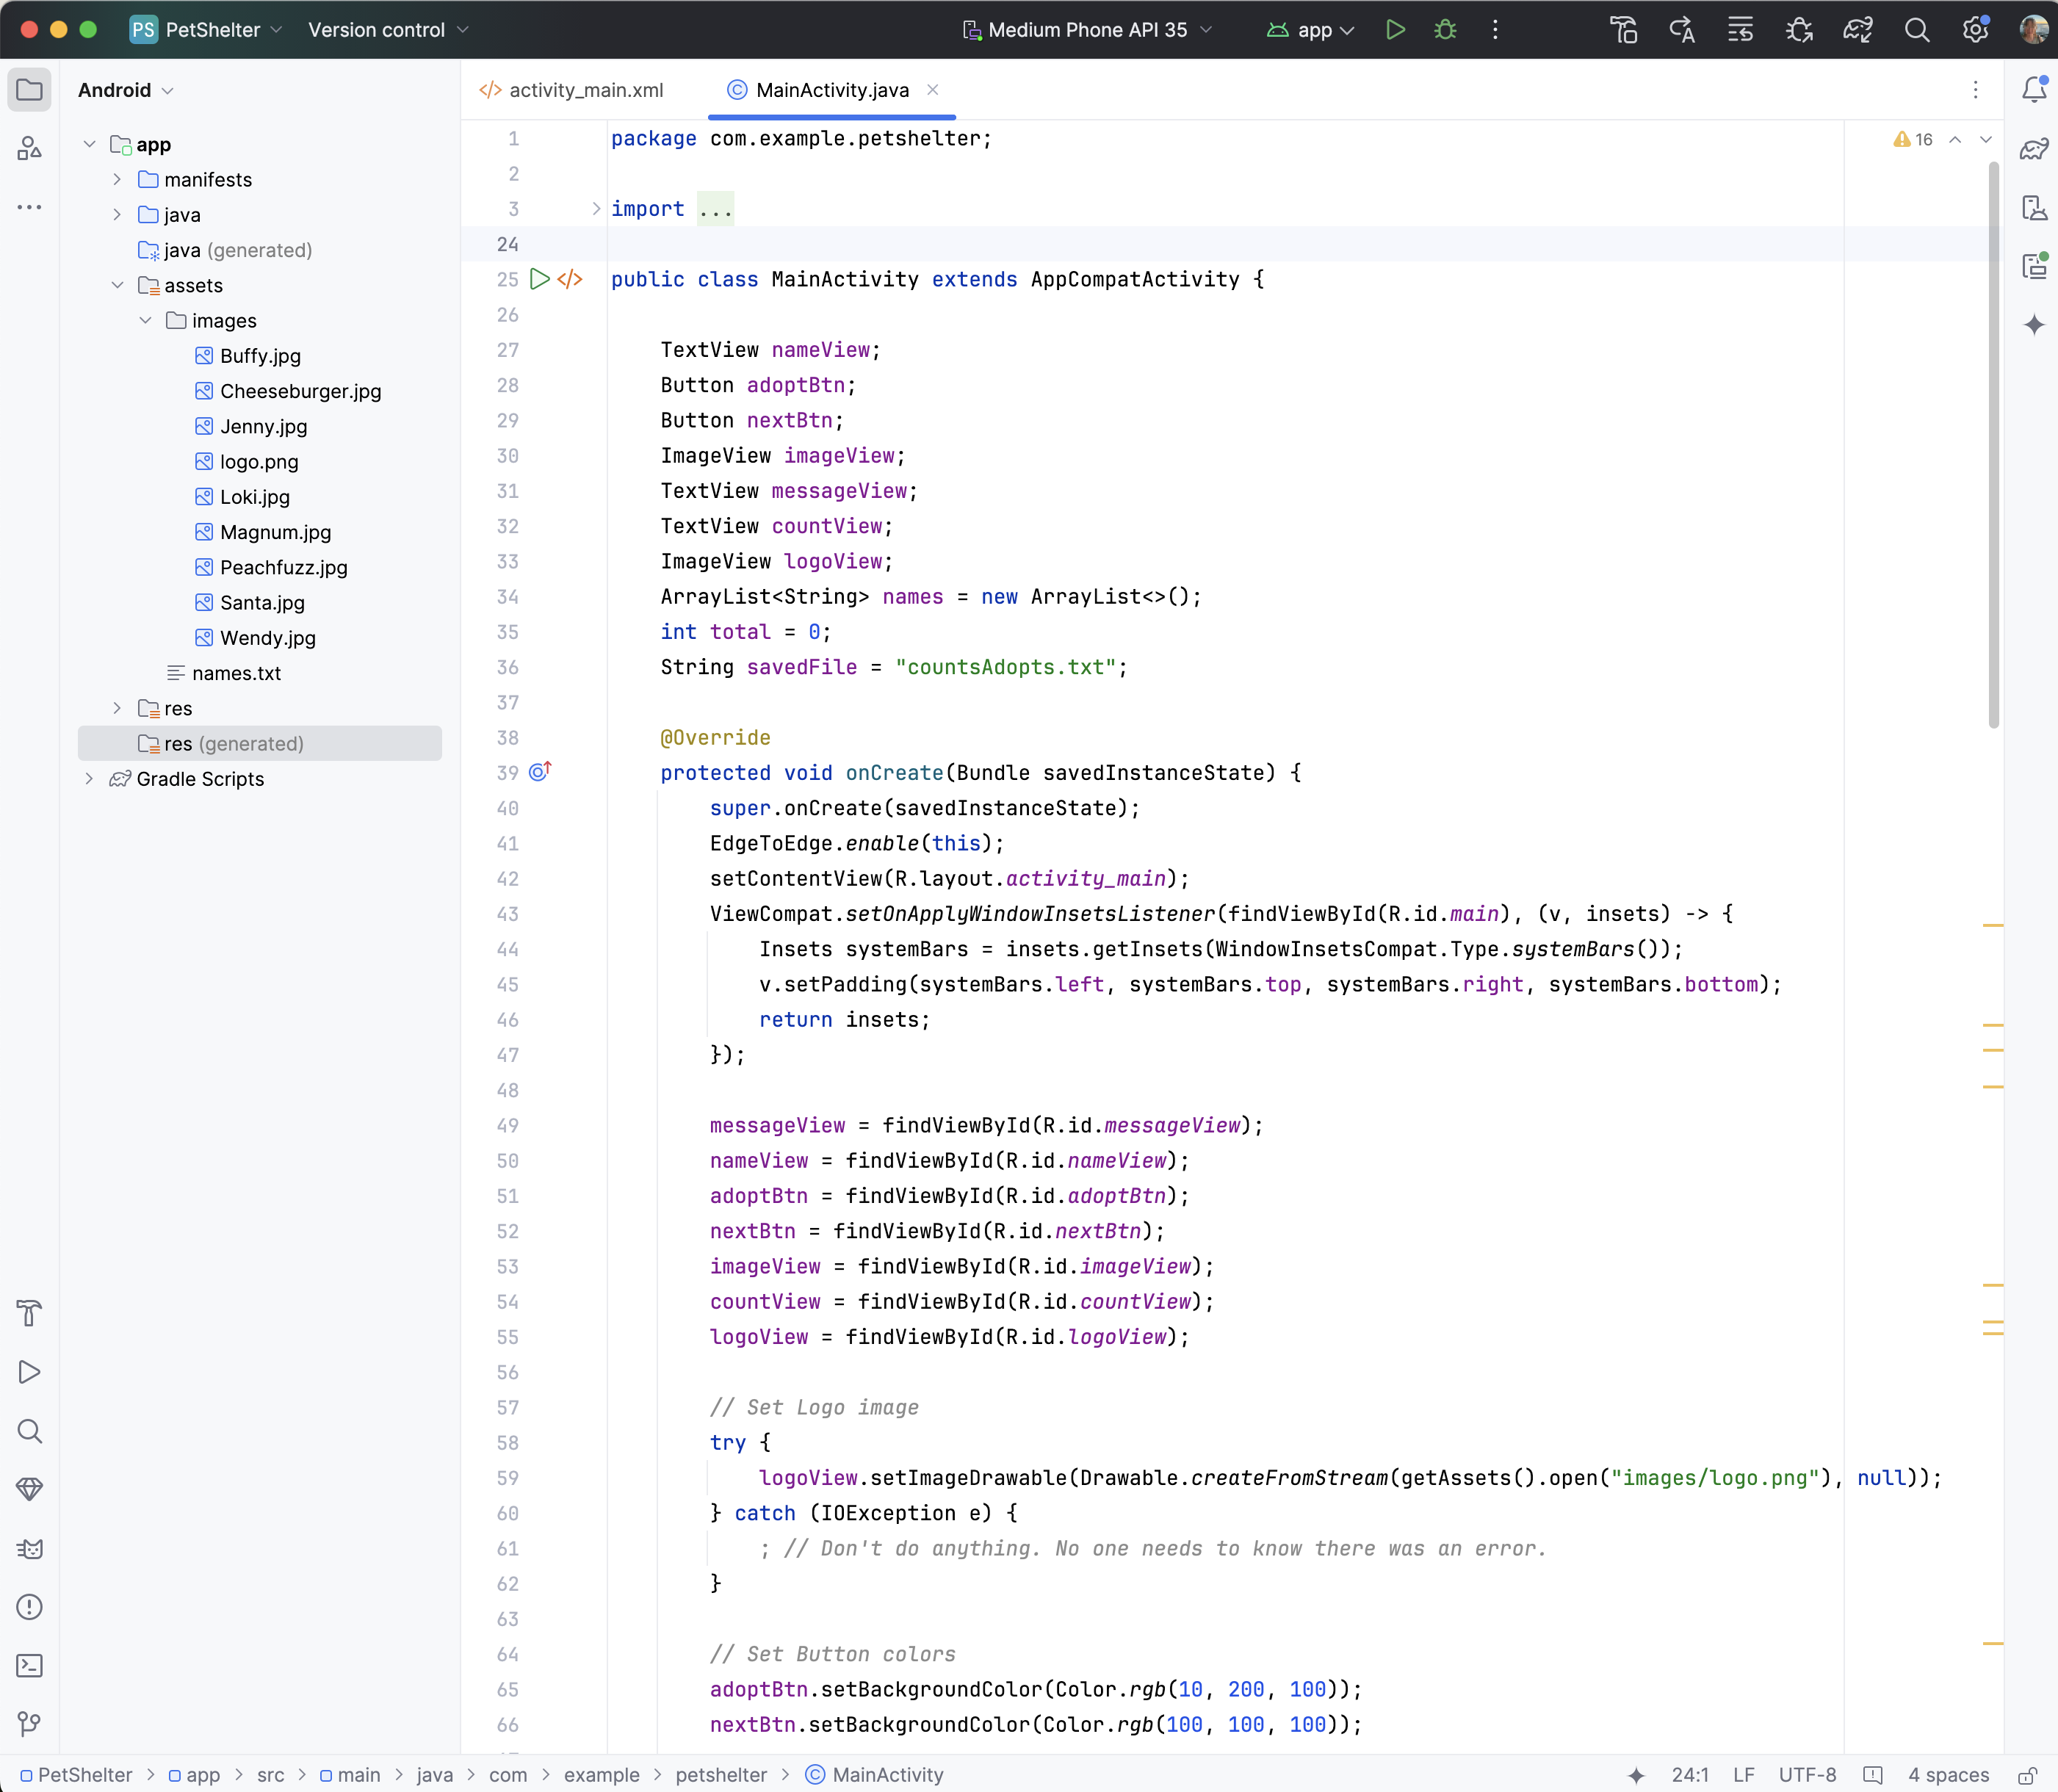 PS PetShelter Version control Medium Phone API 35 app
Android
app
manifests
java
java (generated)
assets
images
Buffy.jpg
Cheeseburger.jpg
Jenny.jpg
logo.png
Loki.jpg
Magnum.jpg
Peachfuzz.jpg
Santa.jpg
Wendy.jpg
names.txt
res
res (generated)
Gradle Scripts
activity_main.xml MainActivity.java
16
1 package com.example.petshelter;
2
3 import ...
24
25 public class MainActivity extends AppCompatActivity {
26
27 TextView nameView;
28 Button adoptBtn;
29 Button nextBtn;
30 ImageView imageView;
31 TextView messageView;
32 TextView countView;
33 ImageView logoView;
34 ArrayList<String> names = new ArrayList<>();
35 int total = 0;
36 String savedFile = "countsAdopts.txt";
37
38 @Override
39 protected void onCreate(Bundle savedInstanceState) {
40 super.onCreate(savedInstanceState);
41 EdgeToEdge.enable(this);
42 setContentView(R.layout.activity_main);
43 ViewCompat.setOnApplyWindowInsetsListener(findViewById(R.id.main), (v, insets) -> {
44 Insets systemBars = insets.getInsets(WindowInsetsCompat.Type.systemBars());
45 v.setPadding(systemBars.left, systemBars.top, systemBars.right, systemBars.bottom);
46 return insets;
47 });
48
49 messageView = findViewById(R.id.messageView);
50 nameView = findViewById(R.id.nameView);
51 adoptBtn = findViewById(R.id.adoptBtn);
52 nextBtn = findViewById(R.id.nextBtn);
53 imageView = findViewById(R.id.imageView);
54 countView = findViewById(R.id.countView);
55 logoView = findViewById(R.id.logoView);
56
57 // Set Logo image
58 try {
59 logoView.setImageDrawable(Drawable.createFromStream(getAssets().open("images/logo.png"), null));
60 } catch (IOException e) {
61 ; // Don't do anything. No one needs to know there was an error.
62 }
63
64 // Set Button colors
65 adoptBtn.setBackgroundColor(Color.rgb(10, 200, 100));
66 nextBtn.setBackgroundColor(Color.rgb(100, 100, 100));
PetShelter > app > src > main > java > com > example > petshelter > MainActivity 24:1 LF UTF-8 4 spaces